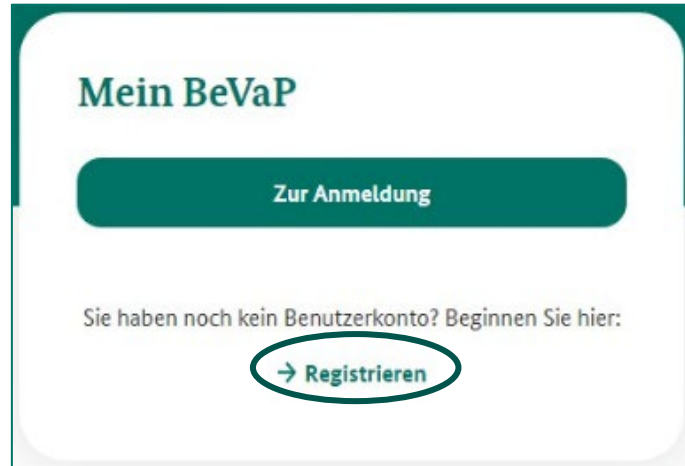 Mein BeVaP
Zur Anmeldung
Sie haben noch kein Benutzerkonto? Beginnen Sie hier:
→ Registrieren